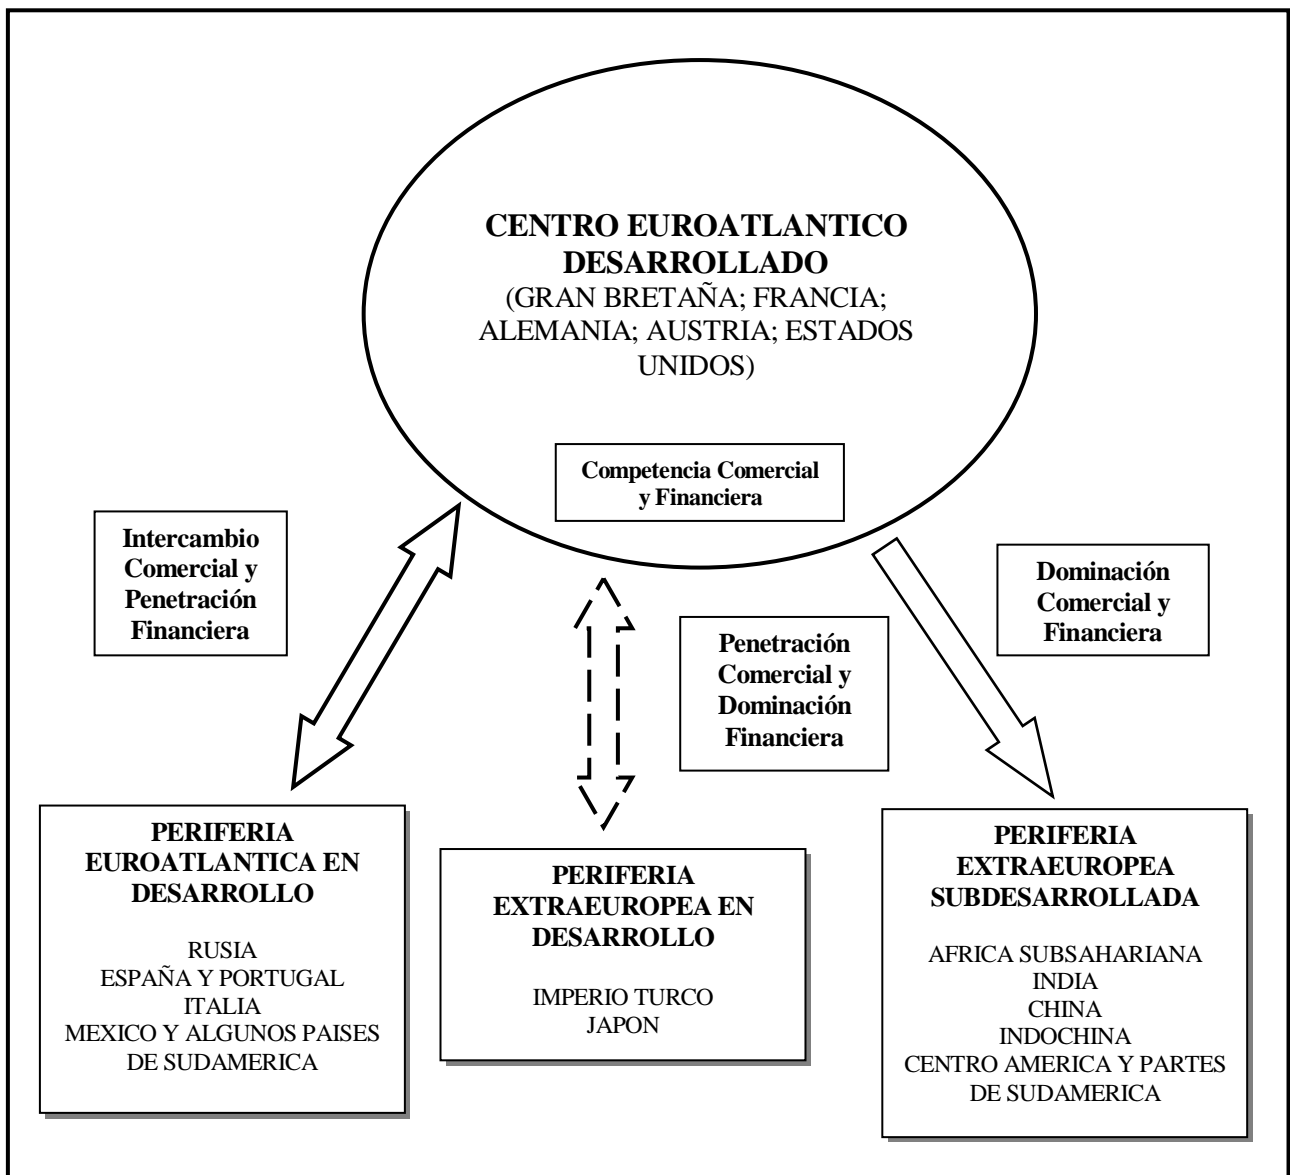 CENTRO EUROATLANTICO
DESARROLLADO
(GRAN BRETAÑA; FRANCIA;
ALEMANIA; AUSTRIA; ESTADOS
UNIDOS)
Competencia Comercial
y Financiera
Intercambio
Comercial y
Penetración
Financiera
Penetración
Comercial y
Dominación
Financiera
Dominación
Comercial y
Financiera
PERIFERIA
EUROATLANTICA EN
DESARROLLO
RUSIA
ESPAÑA Y PORTUGAL
ITALIA
MEXICO Y ALGUNOS PAISES
DE SUDAMERICA
PERIFERIA
EXTRAEUROPEA EN
DESARROLLO
IMPERIO TURCO
JAPON
PERIFERIA
EXTRAEUROPEA
SUBDESARROLLADA
AFRICA SUBSAHARIANA
INDIA
CHINA
INDOCHINA
CENTRO AMERICA Y PARTES
DE SUDAMERICA